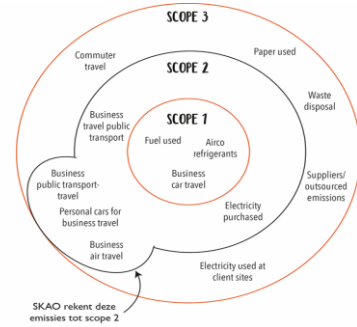 SCOPE 3
Commuter
travel
Paper used
SCOPE 2
Waste
disposal
Business
travel public
transport
SCOPE 1
Fuel used
Airco
refrigerants
Business
car travel
Suppliers/
outsourced
emissions
Business
public transport-
travel
Personal cars for
business travel
Electricity
purchased
Business
air travel
Electricity used at
client sites
SKAO rekent deze
emissies tot scope 2